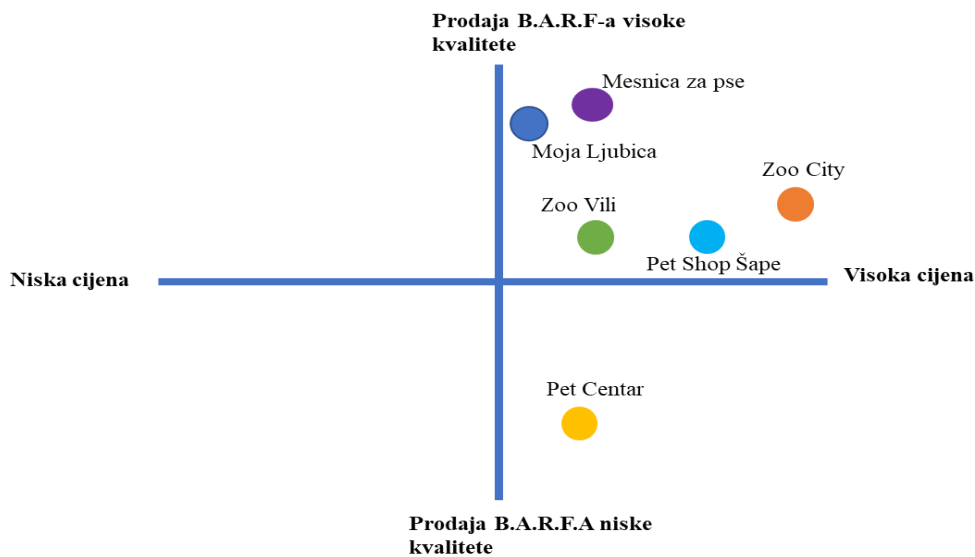 Prodaja B.A.R.F-a visoke
kvalitete
Mesnica za pse
Moja Ljubica
Zoo City
Zoo Vili
Pet Shop Šape
Niska cijena
Visoka cijena
Pet Centar
Prodaja B.A.R.F.A niske
kvalitete